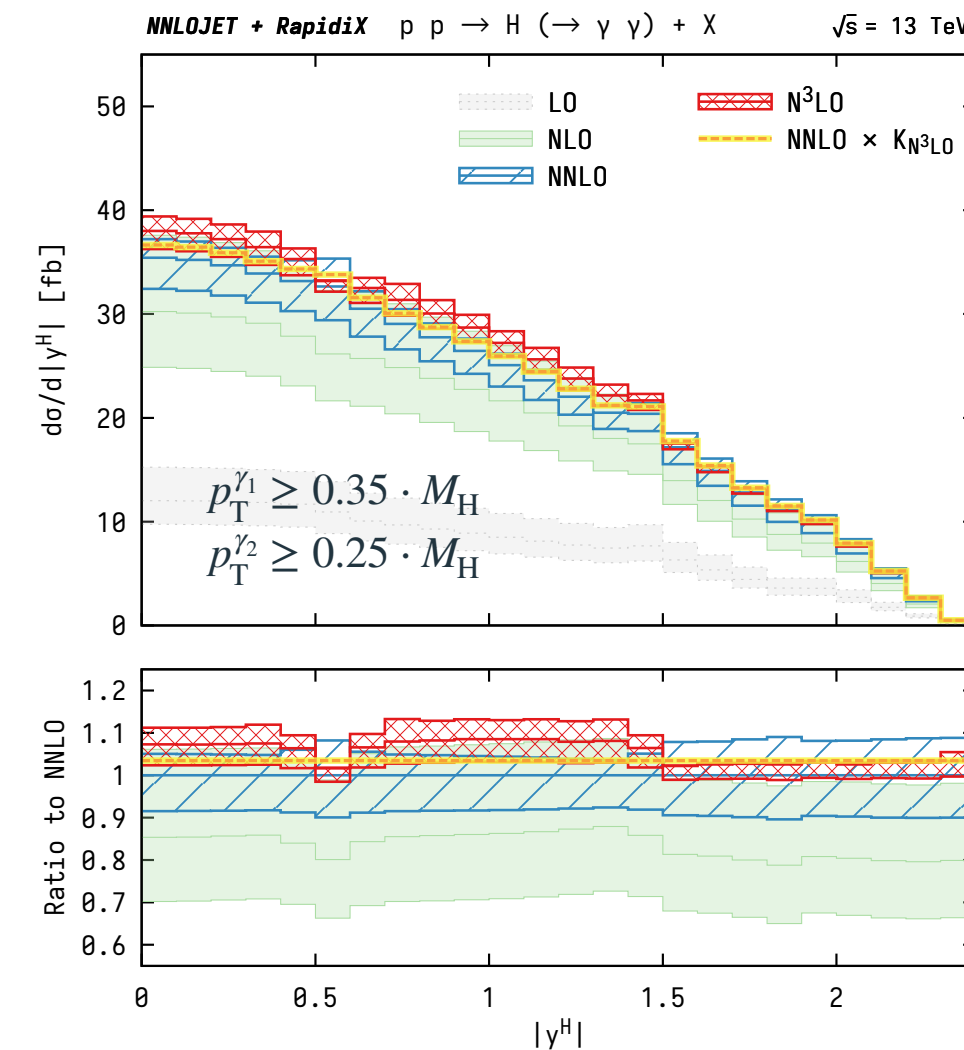 NNLOJET + RapidiX p p → H (→ γ γ) + X √s = 13 TeV
LO
NLO
NNLO
N³LO
NNLO × K_N³LO
50
40
30
20
10
0
dσ/d|y^H| [fb]
p_T^γ₁ ≥ 0.35 · M_H
p_T^γ₂ ≥ 0.25 · M_H
1.2
1.1
1
0.9
0.8
0.7
0.6
Ratio to NNLO
0 0.5 1 1.5 2
|y^H|